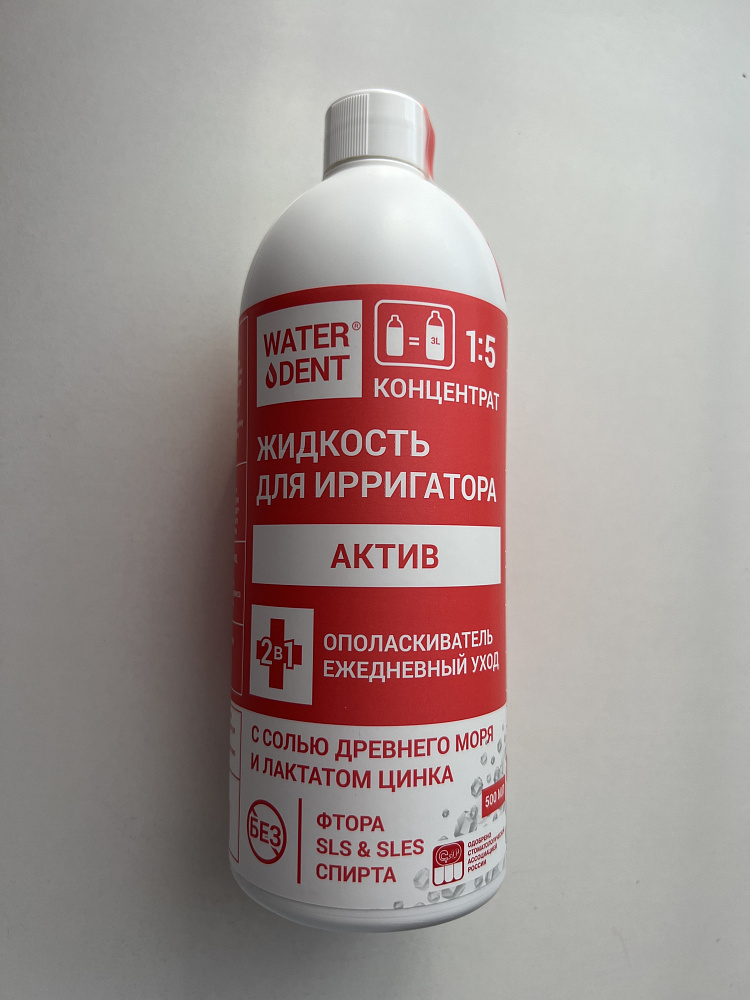 WATER®
DENT
3L
=
1:5
КОНЦЕНТРАТ
ЖИДКОСТЬ
ДЛЯ ИРРИГАТОРА
АКТИВ
2в1
ОПОЛАСКИВАТЕЛЬ
ЕЖЕДНЕВНЫЙ УХОД
С СОЛЬЮ ДРЕВНЕГО МОРЯ
И ЛАКТАТОМ ЦИНКА
500 МЛ
БЕЗ
ФТОРА
SLS & SLES
СПИРТА
ОДОБРЕНО
СТОМАТОЛОГИЧЕСКОЙ
АССОЦИАЦИЕЙ
РОССИИ